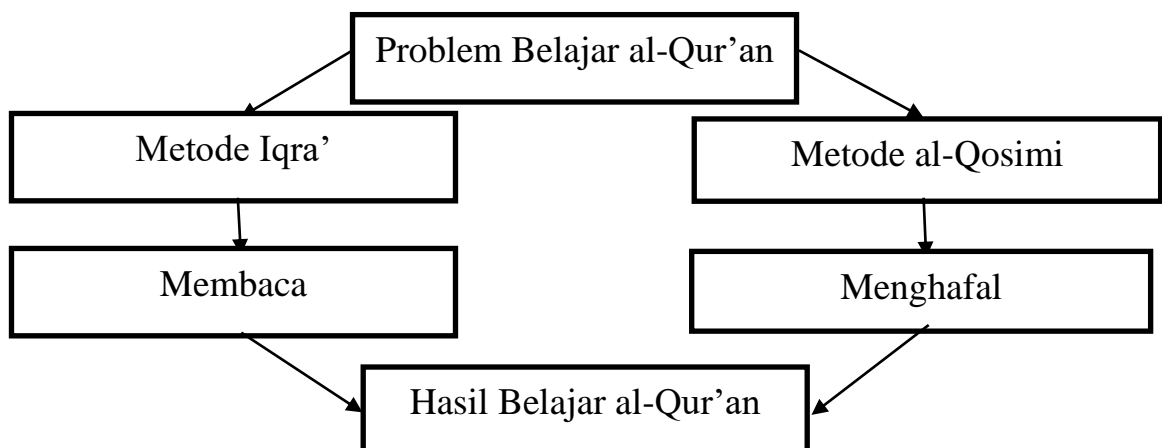 Problem Belajar al-Qur’an
Metode Iqra’
Metode al-Qosimi
Membaca
Menghafal
Hasil Belajar al-Qur’an